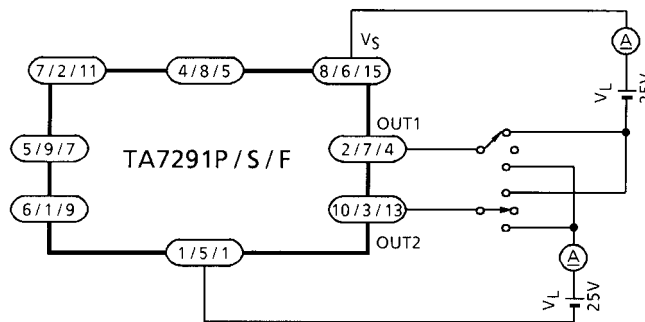 VS
A
7/2/11
4/8/5
8/6/15
VL
25V
OUT1
5/9/7
TA7291P/S/F
2/7/4
6/1/9
10/3/13
OUT2
1/5/1
A
VL
25V